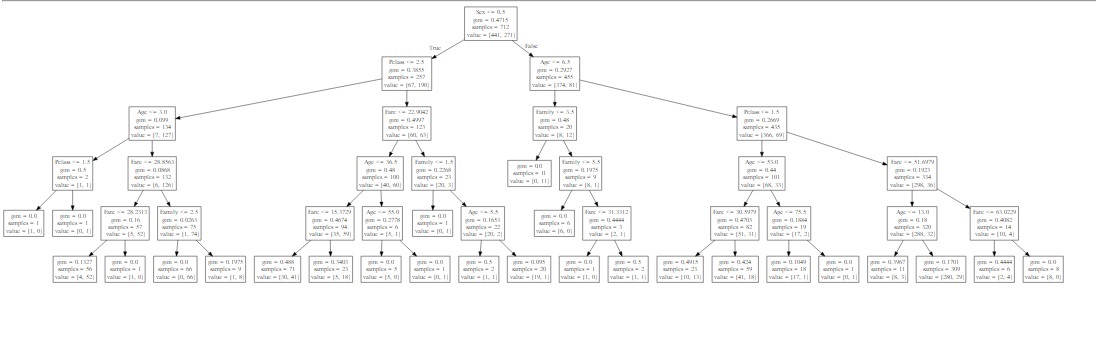 Sex <= 0.5
gini = 0.4715
samples = 712
value = [441, 271]
True
False
Pclass <= 2.5
gini = 0.3855
samples = 257
value = [67, 190]
Age <= 6.5
gini = 0.2927
samples = 455
value = [374, 81]
Age <= 3.0
gini = 0.099
samples = 134
value = [7, 127]
Fare <= 22.9042
gini = 0.4997
samples = 123
value = [60, 63]
Family <= 3.5
gini = 0.48
samples = 20
value = [8, 12]
Pclass <= 1.5
gini = 0.2669
samples = 435
value = [366, 69]
Pclass <= 1.5
gini = 0.5
samples = 2
value = [1, 1]
Fare <= 28.8563
gini = 0.0868
samples = 132
value = [6, 126]
Age <= 36.5
gini = 0.48
samples = 100
value = [40, 60]
Family <= 1.5
gini = 0.2268
samples = 23
value = [20, 3]
gini = 0.0
samples = 11
value = [0, 11]
Family <= 5.5
gini = 0.1975
samples = 9
value = [8, 1]
Age <= 53.0
gini = 0.44
samples = 101
value = [68, 33]
Fare <= 51.6979
gini = 0.1923
samples = 334
value = [298, 36]
gini = 0.0
samples = 1
value = [1, 0]
gini = 0.0
samples = 1
value = [0, 1]
Fare <= 28.2313
gini = 0.16
samples = 57
value = [5, 52]
Family <= 2.5
gini = 0.0263
samples = 75
value = [1, 74]
Fare <= 15.3729
gini = 0.4674
samples = 94
value = [35, 59]
Age <= 55.0
gini = 0.2778
samples = 6
value = [5, 1]
gini = 0.0
samples = 1
value = [0, 1]
Age <= 5.5
gini = 0.1653
samples = 22
value = [20, 2]
gini = 0.0
samples = 6
value = [6, 0]
Fare <= 31.3312
gini = 0.4444
samples = 3
value = [2, 1]
Fare <= 30.5979
gini = 0.4703
samples = 82
value = [51, 31]
Age <= 75.5
gini = 0.1884
samples = 19
value = [17, 2]
Age <= 13.0
gini = 0.18
samples = 320
value = [288, 32]
Fare <= 63.0229
gini = 0.4082
samples = 14
value = [10, 4]
gini = 0.1327
samples = 56
value = [4, 52]
gini = 0.0
samples = 1
value = [1, 0]
gini = 0.0
samples = 66
value = [0, 66]
gini = 0.1975
samples = 9
value = [1, 8]
gini = 0.488
samples = 71
value = [30, 41]
gini = 0.3403
samples = 23
value = [5, 18]
gini = 0.0
samples = 5
value = [5, 0]
gini = 0.0
samples = 1
value = [0, 1]
gini = 0.5
samples = 2
value = [1, 1]
gini = 0.095
samples = 20
value = [19, 1]
gini = 0.0
samples = 1
value = [1, 0]
gini = 0.5
samples = 2
value = [1, 1]
gini = 0.4915
samples = 23
value = [10, 13]
gini = 0.424
samples = 59
value = [41, 18]
gini = 0.1049
samples = 18
value = [17, 1]
gini = 0.0
samples = 1
value = [0, 1]
gini = 0.3967
samples = 11
value = [8, 3]
gini = 0.1701
samples = 309
value = [280, 29]
gini = 0.4444
samples = 6
value = [2, 4]
gini = 0.0
samples = 8
value = [8, 0]